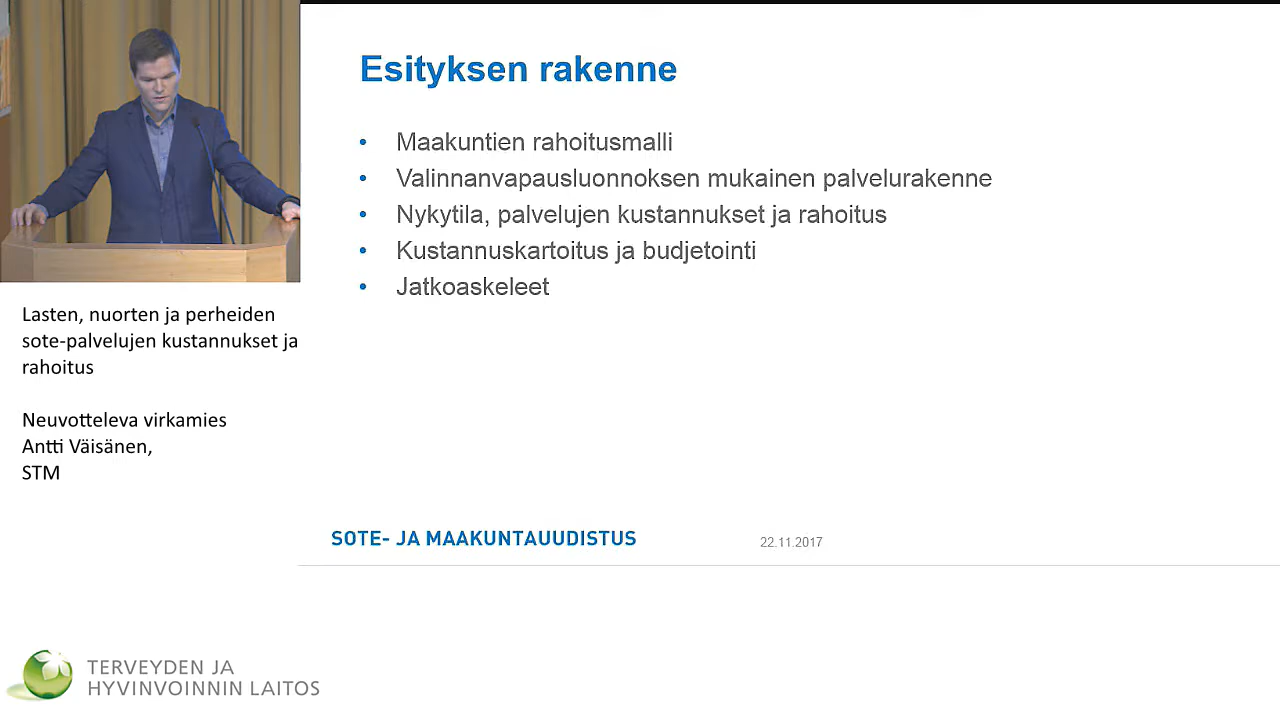 Esityksen rakenne
• Maakuntien rahoitusmalli
• Valinnanvapausluonnoksen mukainen palvelurakenne
• Nykytila, palvelujen kustannukset ja rahoitus
• Kustannuskartoitus ja budjetointi
• Jatkoaskeleet
Lasten, nuorten ja perheiden
sote-palvelujen kustannukset ja
rahoitus
Neuvotteleva virkamies
Antti Väisänen,
STM
SOTE- JA MAAKUNTAUUDISTUS
22.11.2017
TERVEYDEN JA
HYVINVOINNIN LAITOS